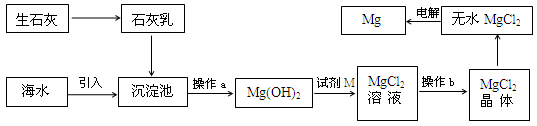 生石灰
石灰乳
Mg
电解
无水 MgCl₂
海水
引入
沉淀池
操作 a
Mg(OH)₂
试剂 M
MgCl₂
溶 液
操作 b
MgCl₂
晶 体